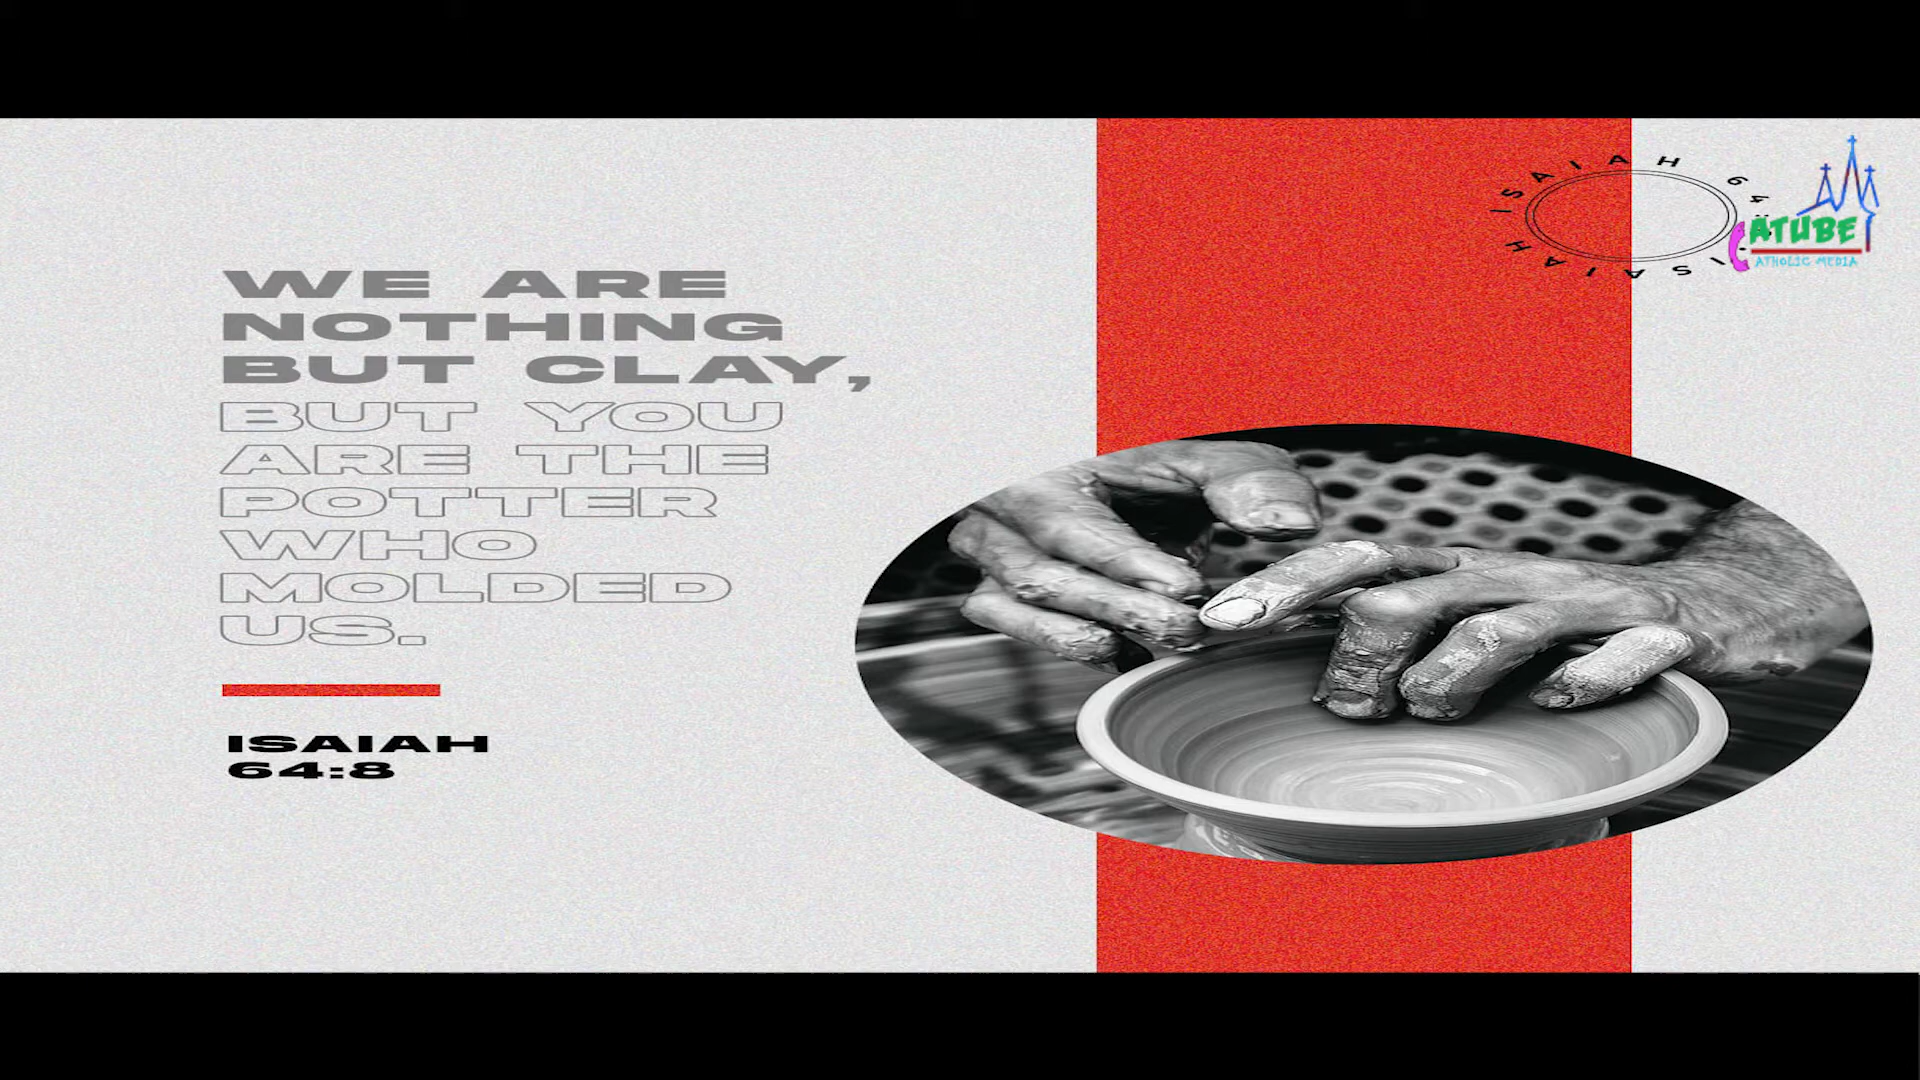 WE ARE
NOTHING
BUT CLAY,
BUT YOU
ARE THE
POTTER
WHO
MOLDED
US.
ISAIAH
64:8
ISAIAH 64:8
ISAIAH
CATUBE
CATHOLIC MEDIA